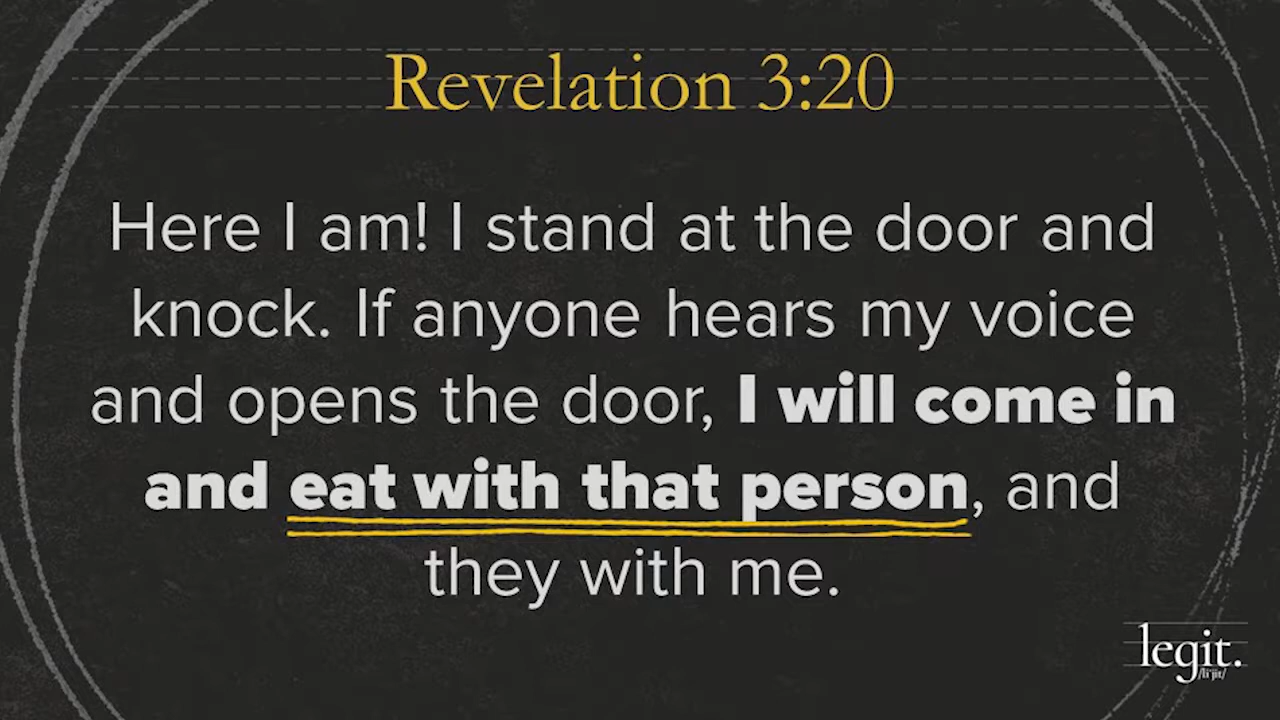 Revelation 3:20
Here I am! I stand at the door and
knock. If anyone hears my voice
and opens the door, I will come in
and eat with that person, and
they with me.
legit.
/liˈjit/